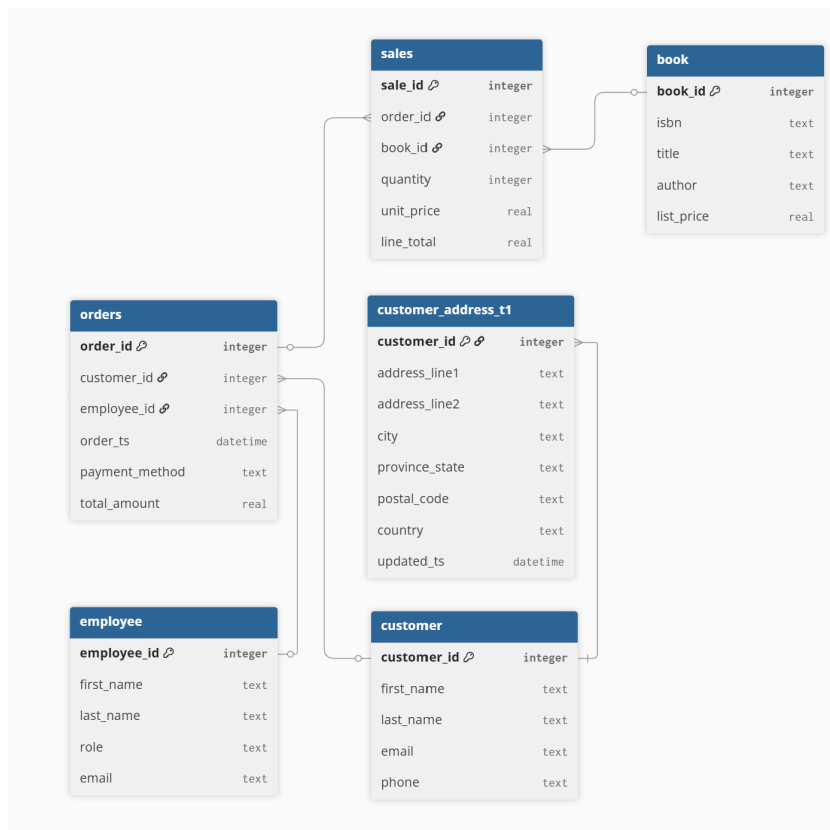 sales
sale_id integer
order_id integer
book_id integer
quantity integer
unit_price real
line_total real
book
book_id integer
isbn text
title text
author text
list_price real
orders
order_id integer
customer_id integer
employee_id integer
order_ts datetime
payment_method text
total_amount real
customer_address_t1
customer_id integer
address_line1 text
address_line2 text
city text
province_state text
postal_code text
country text
updated_ts datetime
employee
employee_id integer
first_name text
last_name text
role text
email text
customer
customer_id integer
first_name text
last_name text
email text
phone text